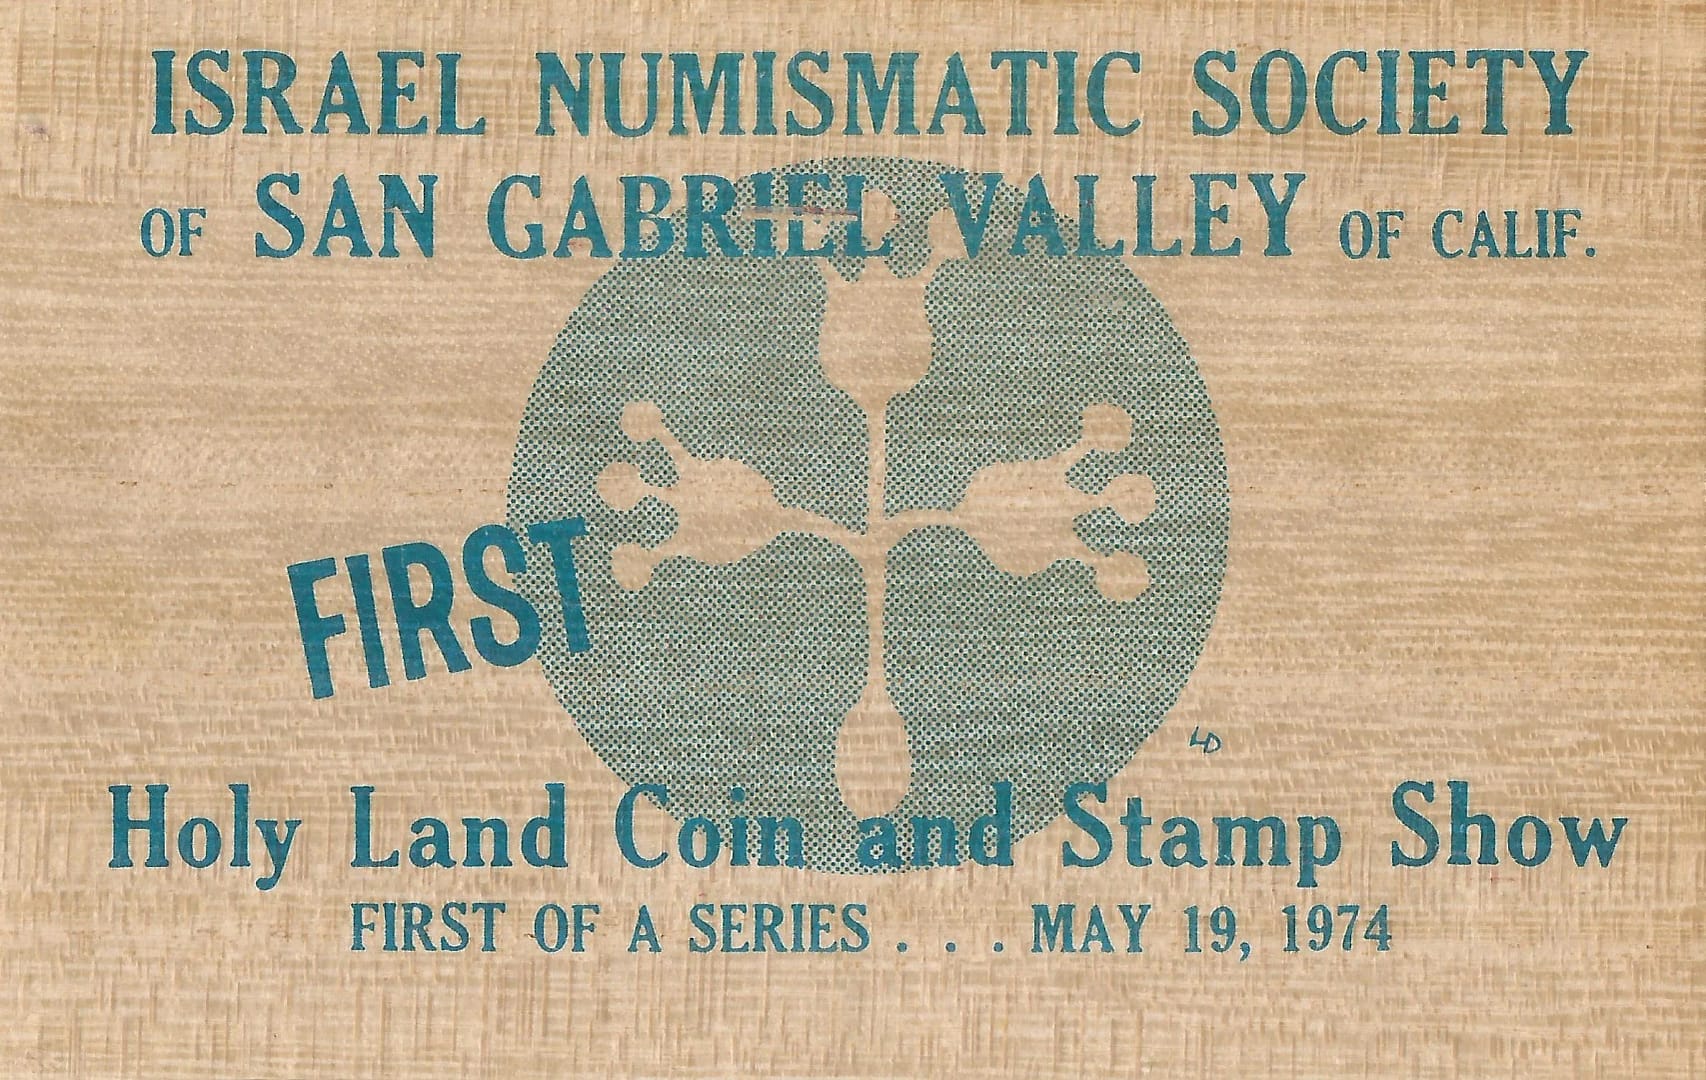 ISRAEL NUMISMATIC SOCIETY
OF SAN GABRIEL VALLEY OF CALIF.
FIRST
LD
Holy Land Coin and Stamp Show
FIRST OF A SERIES . . . MAY 19, 1974